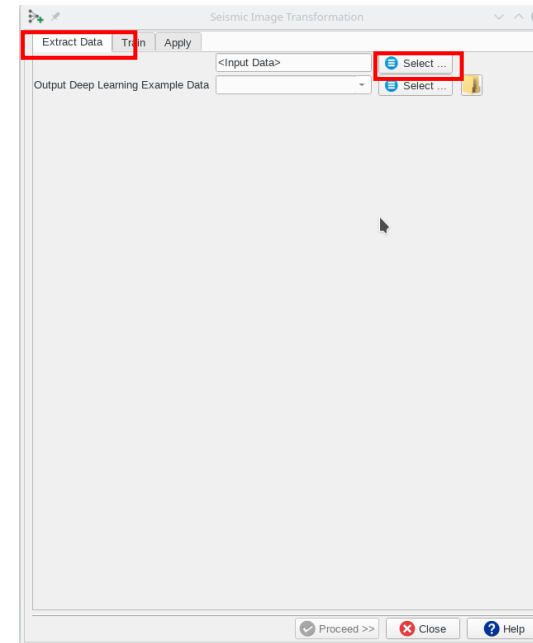 Seismic Image Transformation
Extract Data Train Apply
<Input Data> Select ...
Output Deep Learning Example Data Select ...
Proceed >> Close ? Help